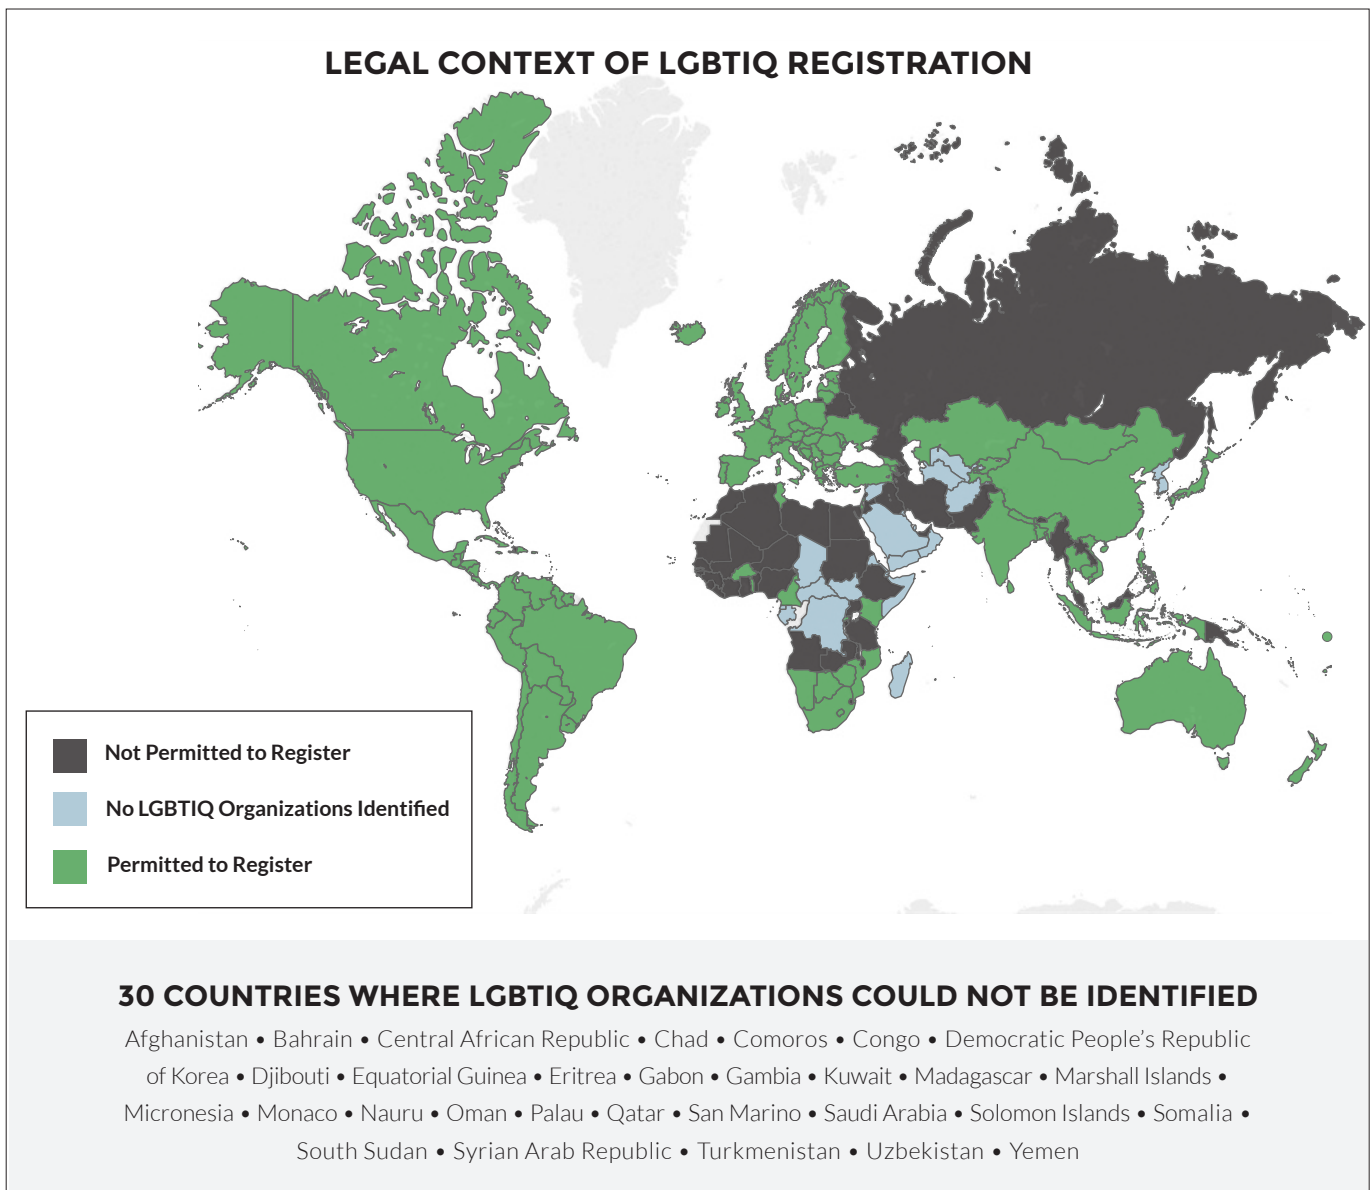 LEGAL CONTEXT OF LGBTIQ REGISTRATION
Not Permitted to Register
No LGBTIQ Organizations Identified
Permitted to Register
30 COUNTRIES WHERE LGBTIQ ORGANIZATIONS COULD NOT BE IDENTIFIED
Afghanistan • Bahrain • Central African Republic • Chad • Comoros • Congo • Democratic People’s Republic
of Korea • Djibouti • Equatorial Guinea • Eritrea • Gabon • Gambia • Kuwait • Madagascar • Marshall Islands •
Micronesia • Monaco • Nauru • Oman • Palau • Qatar • San Marino • Saudi Arabia • Solomon Islands • Somalia •
South Sudan • Syrian Arab Republic • Turkmenistan • Uzbekistan • Yemen